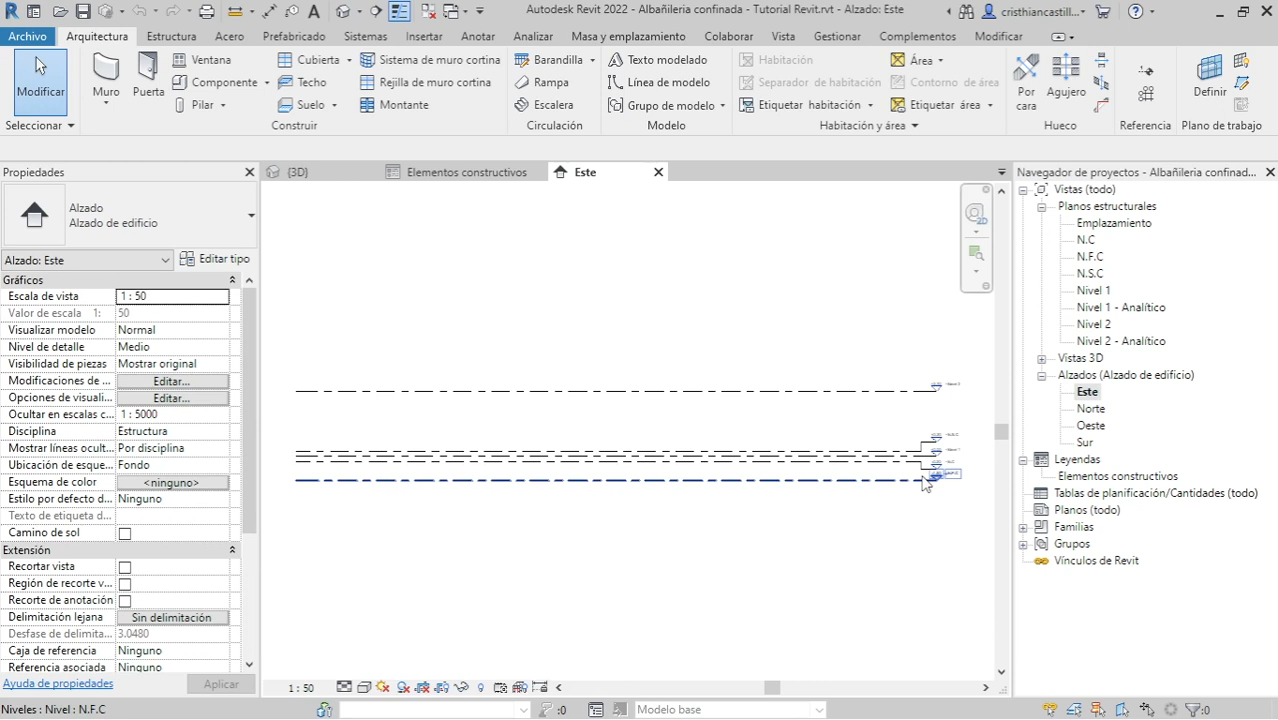 Autodesk Revit 2022 - Albañileria confinada - Tutorial Revit.rvt - Alzado: Este
cristhiancastill...
Archivo Arquitectura Estructura Acero Prefabricado Sistemas Insertar Anotar Analizar Masa y emplazamiento Colaborar Vista Gestionar Complementos Modificar
Modificar
Muro
Puerta
Ventana
Componente
Pilar
Cubierta
Techo
Suelo
Sistema de muro cortina
Rejilla de muro cortina
Montante
Barandilla
Rampa
Escalera
Texto modelado
Línea de modelo
Grupo de modelo
Habitación
Separador de habitación
Etiquetar habitación
Área
Contorno de área
Etiquetar área
Por cara
Agujero
Definir
Seleccionar Construir Circulación Modelo Habitación y área Hueco Referencia Plano de trabajo
Propiedades
Alzado
Alzado de edificio
Alzado: Este Editar tipo
Gráficos
Escala de vista 1 : 50
Valor de escala 1: 50
Visualizar modelo Normal
Nivel de detalle Medio
Visibilidad de piezas Mostrar original
Modificaciones de ... Editar...
Opciones de visuali... Editar...
Ocultar en escalas c... 1 : 5000
Disciplina Estructura
Mostrar líneas ocult... Por disciplina
Ubicación de esque... Fondo
Esquema de color <ninguno>
Estilo por defecto d... Ninguno
Texto de etiqueta d...
Camino de sol
Extensión
Recortar vista
Región de recorte v...
Recorte de anotación
Delimitación lejana Sin delimitación
Desfase de delimita... 3.0480
Caja de referencia Ninguno
Referencia asociada Ninguno
Ayuda de propiedades Aplicar
{3D} Elementos constructivos Este
2D
1 : 50
Navegador de proyectos - Albañileria confinad...
Vistas (todo)
Planos estructurales
Emplazamiento
N.C
N.F.C
N.S.C
Nivel 1
Nivel 1 - Analítico
Nivel 2
Nivel 2 - Analítico
Vistas 3D
Alzados (Alzado de edificio)
Este
Norte
Oeste
Sur
Leyendas
Elementos constructivos
Tablas de planificación/Cantidades (todo)
Planos (todo)
Familias
Grupos
Vínculos de Revit
Niveles : Nivel : N.F.C :0 Modelo base :0